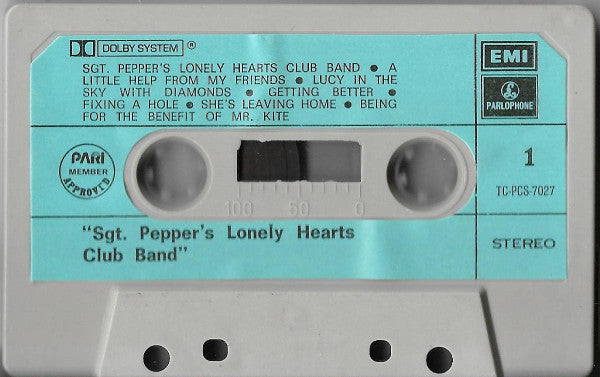 DOLBY SYSTEM ®
SGT. PEPPER'S LONELY HEARTS CLUB BAND ● A
LITTLE HELP FROM MY FRIENDS ● LUCY IN THE
SKY WITH DIAMONDS ● GETTING BETTER ●
FIXING A HOLE ● SHE'S LEAVING HOME ● BEING
FOR THE BENEFIT OF MR. KITE
EMI
PARLOPHONE
PARI
MEMBER
APPROVED
1
TC-PCS-7027
100 50 0
"Sgt. Pepper's Lonely Hearts
Club Band"
STEREO